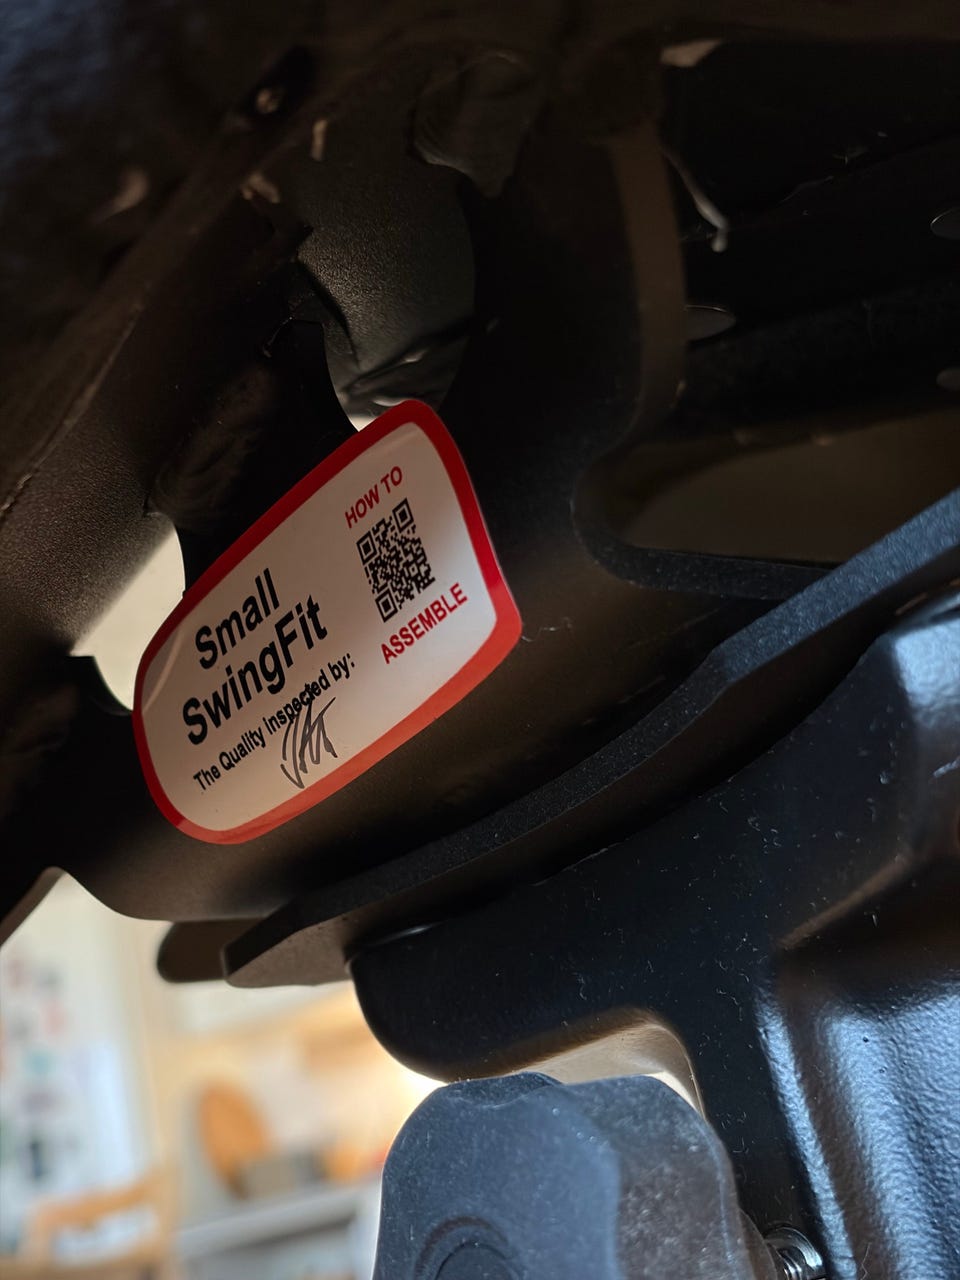 Small
SwingFit
The Quality inspected by:
HOW TO
ASSEMBLE